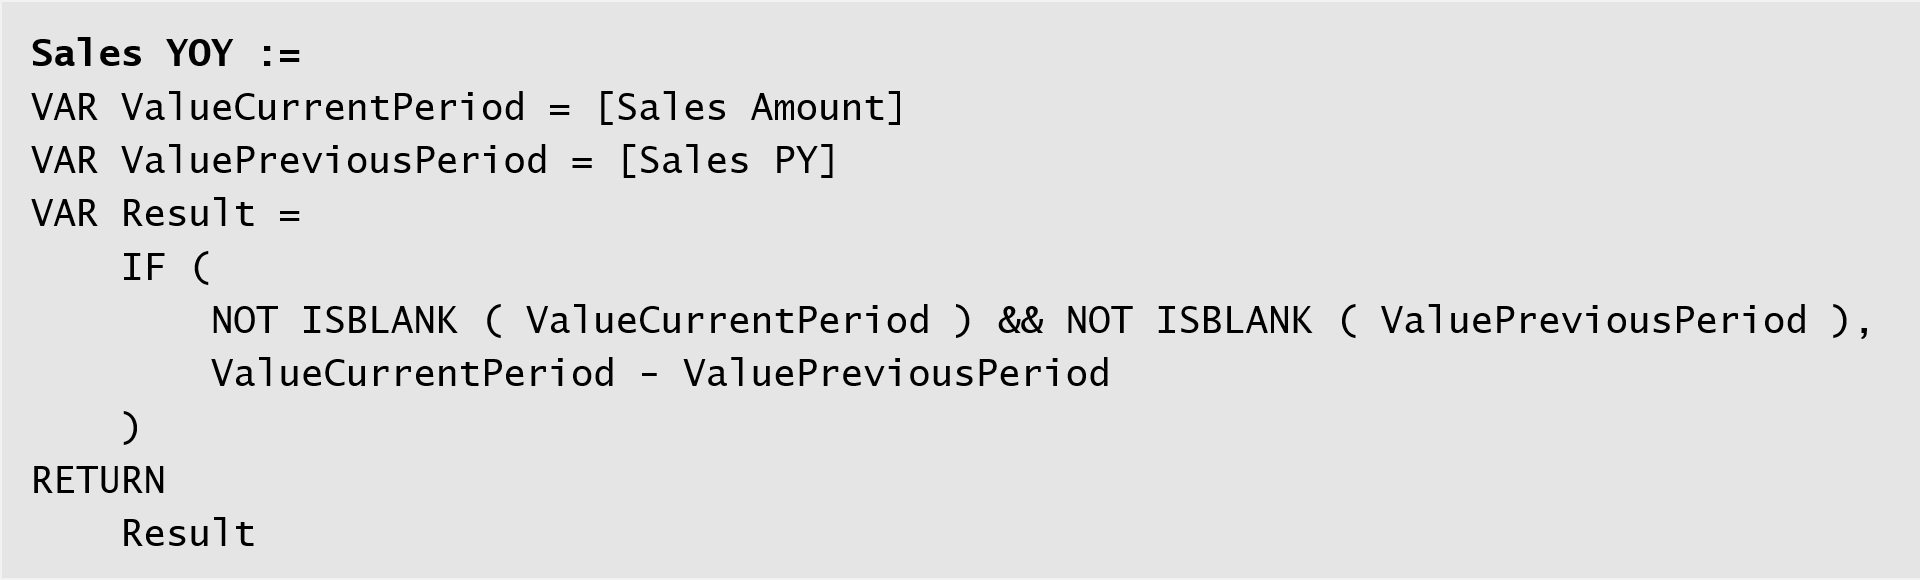 Sales YOY :=
VAR ValueCurrentPeriod = [Sales Amount]
VAR ValuePreviousPeriod = [Sales PY]
VAR Result =
    IF (
        NOT ISBLANK ( ValueCurrentPeriod ) && NOT ISBLANK ( ValuePreviousPeriod ),
        ValueCurrentPeriod - ValuePreviousPeriod
    )
RETURN
    Result